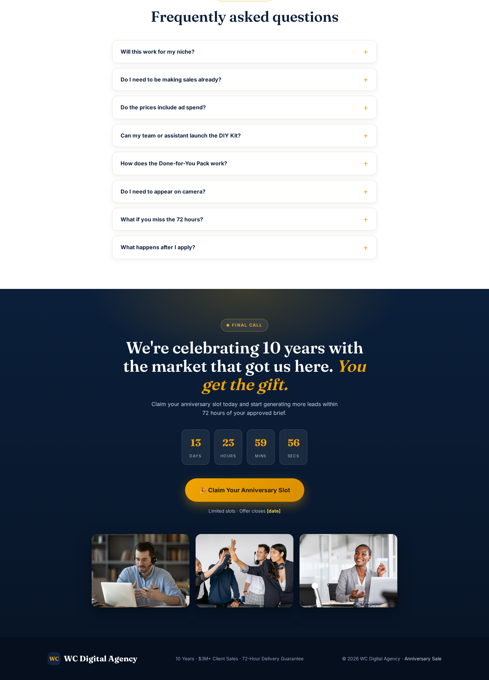 Frequently asked questions
Will this work for my niche? +
Do I need to be making sales already? +
Do the prices include ad spend? +
Can my team or assistant launch the DIY Kit? +
How does the Done-for-You Pack work? +
Do I need to appear on camera? +
What if you miss the 72 hours? +
What happens after I apply? +
FINAL CALL
We're celebrating 10 years with
the market that got us here. You
get the gift.
Claim your anniversary slot today and start generating more leads within
72 hours of your approved brief.
13 23 59 56
DAYS HOURS MINS SECS
🎉 Claim Your Anniversary Slot
Limited slots · Offer closes [date]
WC WC Digital Agency
10 Years · $3M+ Client Sales · 72-Hour Delivery Guarantee
© 2026 WC Digital Agency · Anniversary Sale